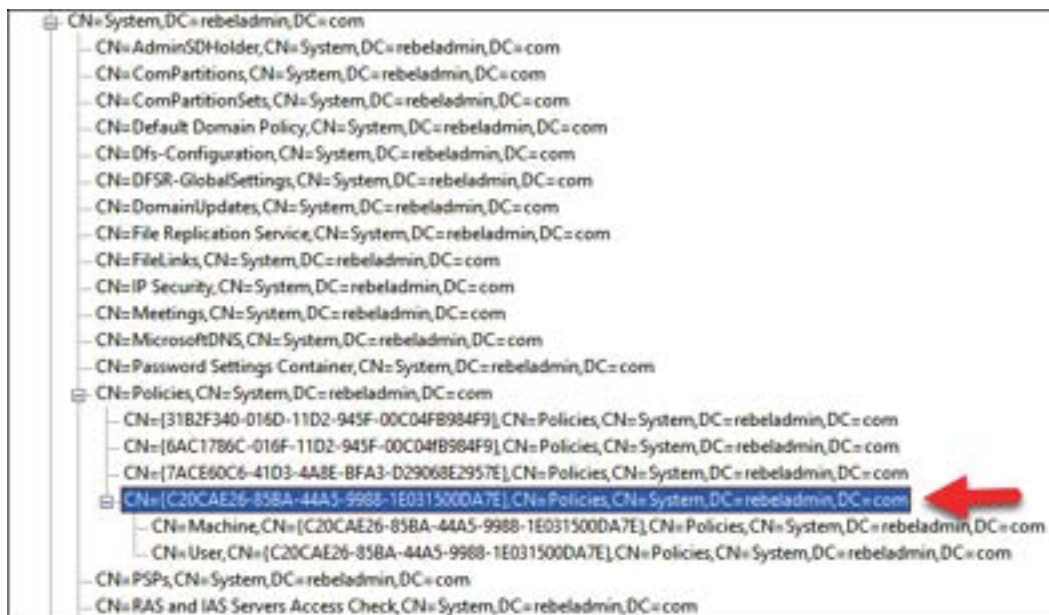 CN=System,DC=rebeladmin,DC=com
CN=AdminSDHolder,CN=System,DC=rebeladmin,DC=com
CN=ComPartitions,CN=System,DC=rebeladmin,DC=com
CN=ComPartitionSets,CN=System,DC=rebeladmin,DC=com
CN=Default Domain Policy,CN=System,DC=rebeladmin,DC=com
CN=Dfs-Configuration,CN=System,DC=rebeladmin,DC=com
CN=DFSR-GlobalSettings,CN=System,DC=rebeladmin,DC=com
CN=DomainUpdates,CN=System,DC=rebeladmin,DC=com
CN=File Replication Service,CN=System,DC=rebeladmin,DC=com
CN=FileLinks,CN=System,DC=rebeladmin,DC=com
CN=IP Security,CN=System,DC=rebeladmin,DC=com
CN=Meetings,CN=System,DC=rebeladmin,DC=com
CN=MicrosoftDNS,CN=System,DC=rebeladmin,DC=com
CN=Password Settings Container,CN=System,DC=rebeladmin,DC=com
CN=Policies,CN=System,DC=rebeladmin,DC=com
CN={31B2F340-016D-11D2-945F-00C04FB984F9},CN=Policies,CN=System,DC=rebeladmin,DC=com
CN={6AC1786C-016F-11D2-945F-00C04fB984F9},CN=Policies,CN=System,DC=rebeladmin,DC=com
CN={7ACE60C6-41D3-4A8E-BFA3-D29068E2957E},CN=Policies,CN=System,DC=rebeladmin,DC=com
CN={C20CAE26-85BA-44A5-9988-1E031500DA7E},CN=Policies,CN=System,DC=rebeladmin,DC=com
CN=Machine,CN={C20CAE26-85BA-44A5-9988-1E031500DA7E},CN=Policies,CN=System,DC=rebeladmin,DC=com
CN=User,CN={C20CAE26-85BA-44A5-9988-1E031500DA7E},CN=Policies,CN=System,DC=rebeladmin,DC=com
CN=PSPs,CN=System,DC=rebeladmin,DC=com
CN=RAS and IAS Servers Access Check,CN=System,DC=rebeladmin,DC=com